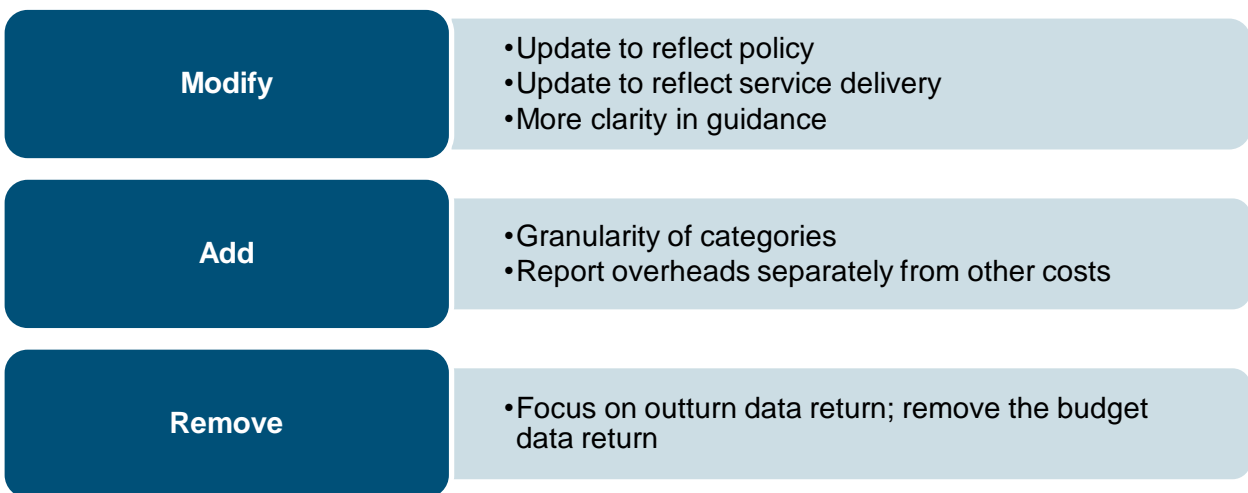 Modify
•Update to reflect policy
•Update to reflect service delivery
•More clarity in guidance
Add
•Granularity of categories
•Report overheads separately from other costs
Remove
•Focus on outturn data return; remove the budget
data return